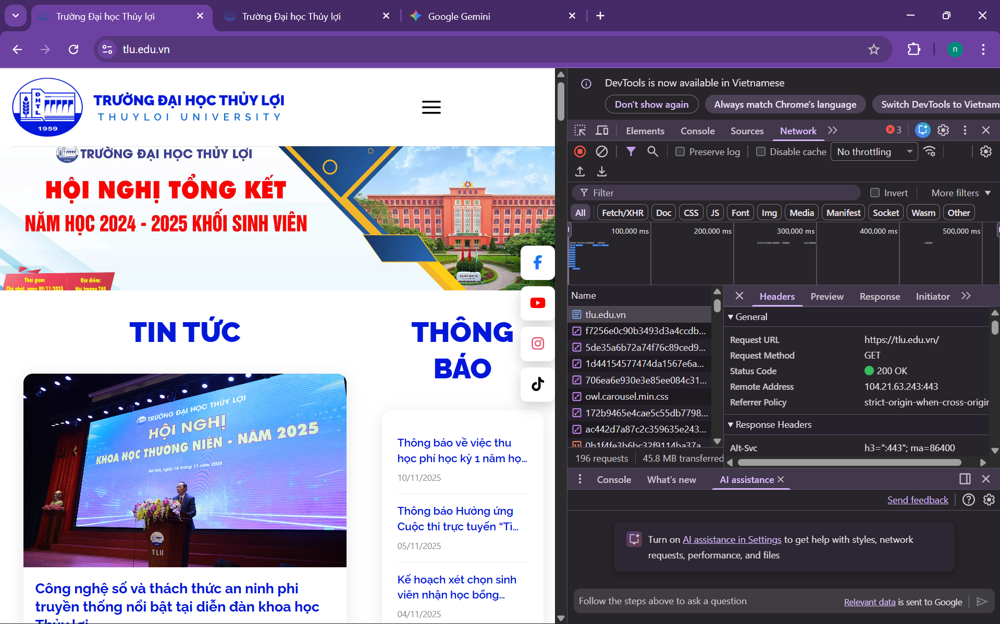 Trường Đại học Thủy lợi
Trường Đại học Thủy lợi
Google Gemini
tlu.edu.vn
n
ĐHTL
1959
TRƯỜNG ĐẠI HỌC THỦY LỢI
THUYLOI UNIVERSITY
TRƯỜNG ĐẠI HỌC THỦY LỢI
HỘI NGHỊ TỔNG KẾT
NĂM HỌC 2024 - 2025 KHỐI SINH VIÊN
Thời gian:
Chủ nhật, ngày 09/11/2025
Địa điểm:
Hội trường T45
TIN TỨC
TRƯỜNG ĐẠI HỌC THỦY LỢI
HỘI NGHỊ
KHOA HỌC THƯỜNG NIÊN - NĂM 2025
Hà Nội, ngày 16 tháng 11 năm 2025
TLU
Công nghệ số và thách thức an ninh phi
truyền thống nổi bật tại diễn đàn khoa học
Thủy lợi
THÔNG
BÁO
Thông báo về việc thu
học phí học kỳ 1 năm họ...
10/11/2025
Thông báo Hưởng ứng
Cuộc thi trực tuyến “Tì...
05/11/2025
Kế hoạch xét chọn sinh
viên nhận học bổng...
04/11/2025
DevTools is now available in Vietnamese
Don't show again
Always match Chrome's language
Switch DevTools to Vietnam
Elements
Console
Sources
Network
3
Preserve log
Disable cache
No throttling
Filter
Invert
More filters
All
Fetch/XHR
Doc
CSS
JS
Font
Img
Media
Manifest
Socket
Wasm
Other
100,000 ms
200,000 ms
300,000 ms
400,000 ms
500,000 ms
Name
tlu.edu.vn
f7256e0c90b3493d3a4ccdb...
5de35a6b72a74f76c89ced9...
1d44154577474da1567e6a...
706ea6e930e3e85ee084c31...
owl.carousel.min.css
172b9465e4cae5c55db7798...
ac442d7a87c2c359635e243...
0b1f4fe3b6bc32f9114ba37a
196 requests
45.8 MB transferred
Headers
Preview
Response
Initiator
General
Request URL
https://tlu.edu.vn/
Request Method
GET
Status Code
200 OK
Remote Address
104.21.63.243:443
Referrer Policy
strict-origin-when-cross-origin
Response Headers
Alt-Svc
h3=":443"; ma=86400
Console
What's new
AI assistance
Send feedback
Turn on AI assistance in Settings to get help with styles, network
requests, performance, and files
Follow the steps above to ask a question
Relevant data is sent to Google